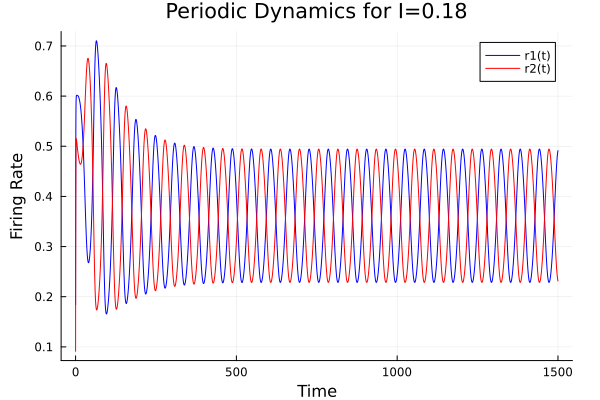 Periodic Dynamics for I=0.18
r1(t)
r2(t)
Firing Rate
0.7
0.6
0.5
0.4
0.3
0.2
0.1
0
500
1000
1500
Time